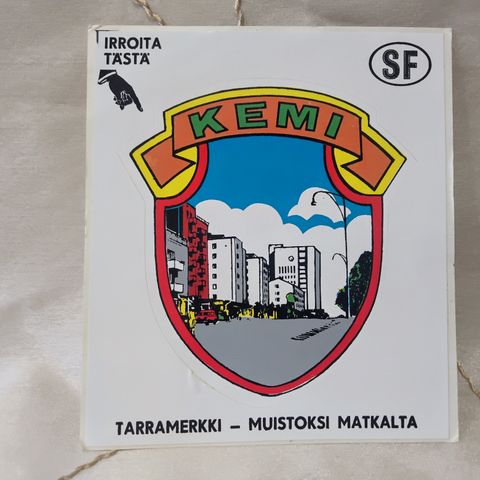 IRROITA
TÄSTÄ
SF
KEMI
TARRAMERKKI – MUISTOKSI MATKALTA